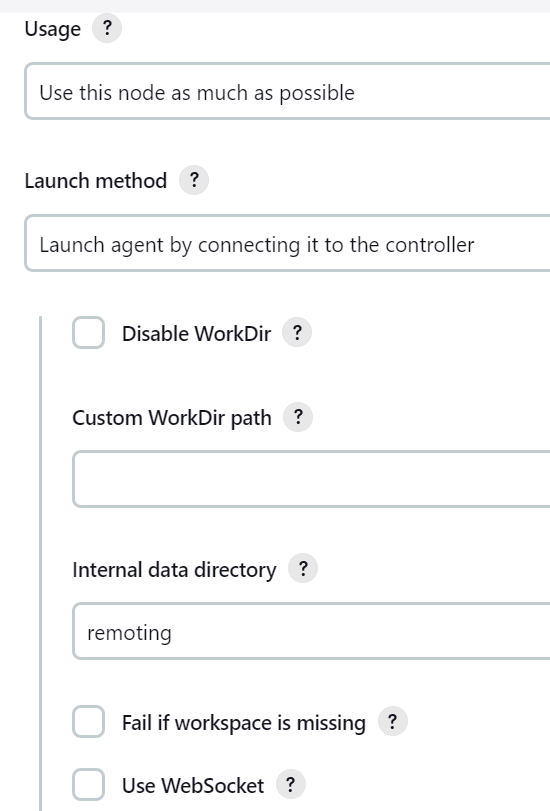 Usage ?
Use this node as much as possible
Launch method ?
Launch agent by connecting it to the controller
Disable WorkDir ?
Custom WorkDir path ?
Internal data directory ?
remoting
Fail if workspace is missing ?
Use WebSocket ?